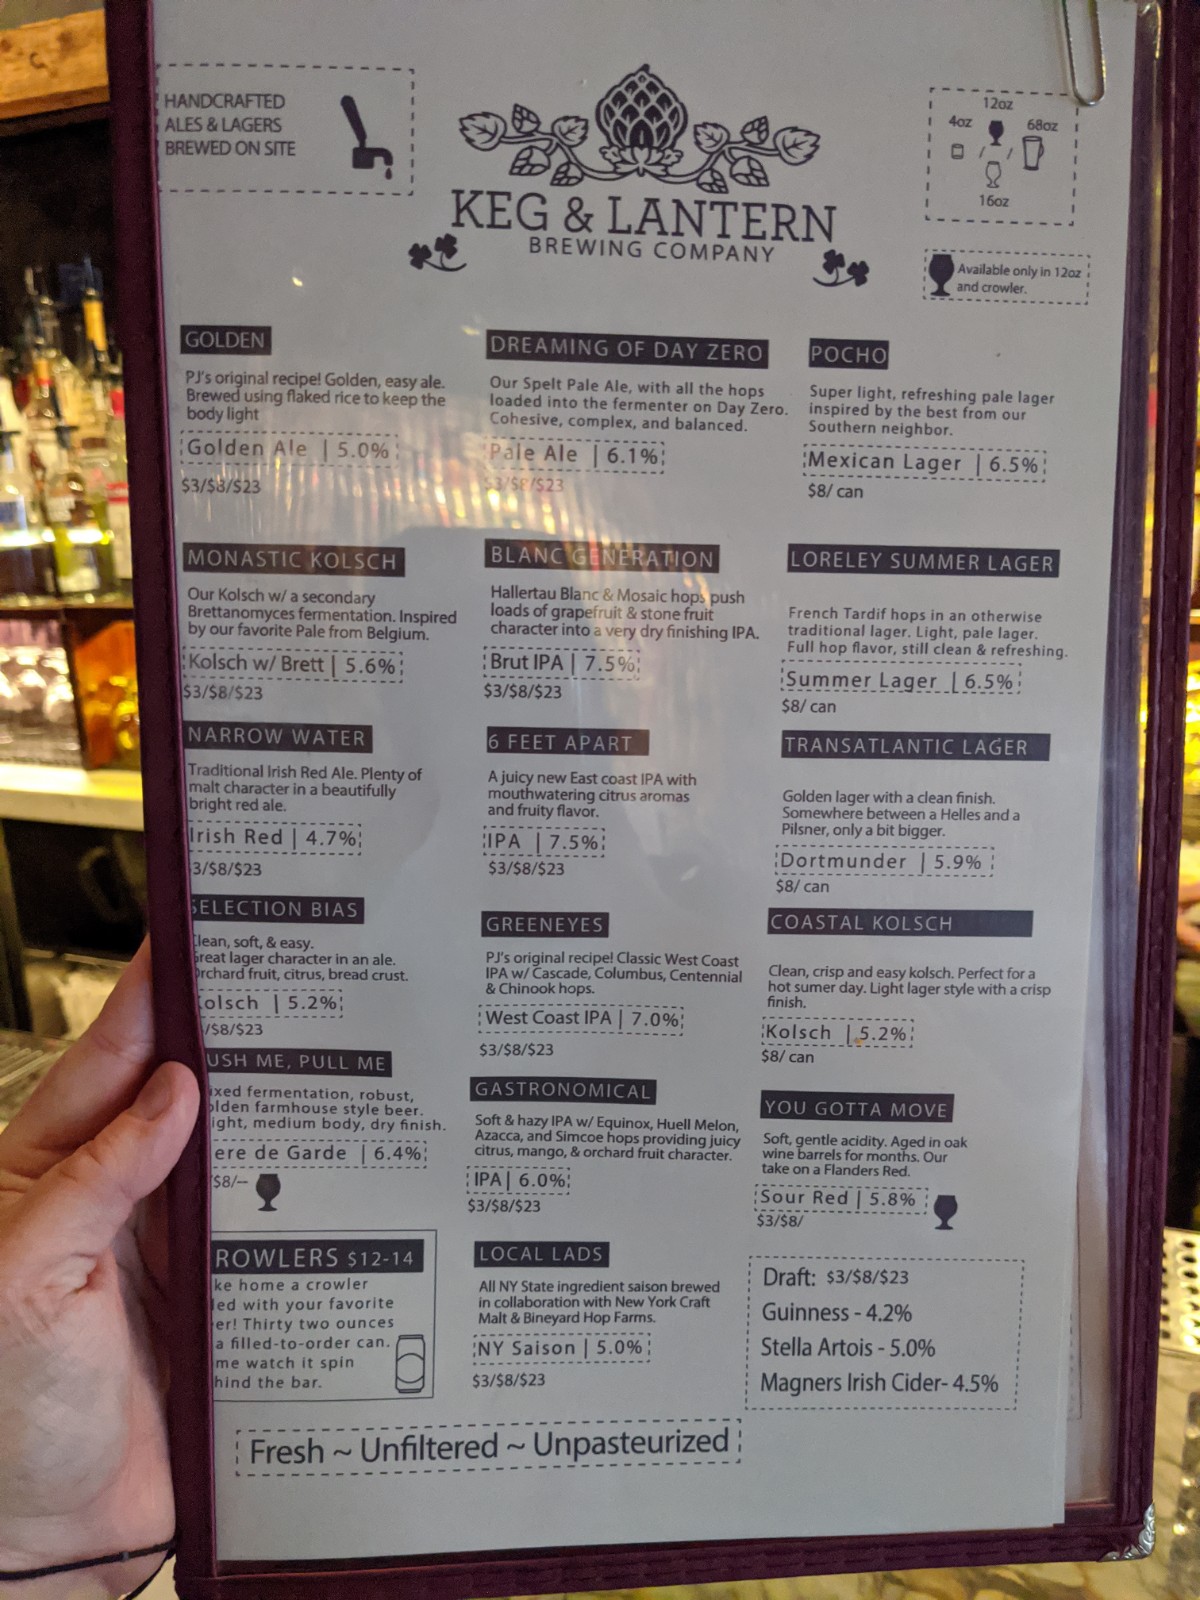 HANDCRAFTED
ALES & LAGERS
BREWED ON SITE
KEG & LANTERN
BREWING COMPANY
12oz
4oz
68oz
16oz
Available only in 12oz
and crowler.
GOLDEN
PJ's original recipe! Golden, easy ale.
Brewed using flaked rice to keep the
body light
Golden Ale | 5.0%
$3/$8/$23
MONASTIC KOLSCH
Our Kolsch w/ a secondary
Brettanomyces fermentation. Inspired
by our favorite Pale from Belgium.
Kolsch w/ Brett | 5.6%
$3/$8/$23
NARROW WATER
Traditional Irish Red Ale. Plenty of
malt character in a beautifully
bright red ale.
Irish Red | 4.7%
3/$8/$23
SELECTION BIAS
Clean, soft, & easy.
Great lager character in an ale.
Orchard fruit, citrus, bread crust.
Kolsch | 5.2%
/$8/$23
USH ME, PULL ME
ixed fermentation, robust,
olden farmhouse style beer.
ight, medium body, dry finish.
ere de Garde | 6.4%
$8/--
ROWLERS $12-14
ke home a crowler
led with your favorite
er! Thirty two ounces
a filled-to-order can.
me watch it spin
hind the bar.
DREAMING OF DAY ZERO
Our Spelt Pale Ale, with all the hops
loaded into the fermenter on Day Zero.
Cohesive, complex, and balanced.
Pale Ale | 6.1%
$3/$8/$23
BLANC GENERATION
Hallertau Blanc & Mosaic hops push
loads of grapefruit & stone fruit
character into a very dry finishing IPA.
Brut IPA | 7.5%
$3/$8/$23
6 FEET APART
A juicy new East coast IPA with
mouthwatering citrus aromas
and fruity flavor.
IPA | 7.5%
$3/$8/$23
GREENEYES
PJ's original recipe! Classic West Coast
IPA w/ Cascade, Columbus, Centennial
& Chinook hops.
West Coast IPA | 7.0%
$3/$8/$23
GASTRONOMICAL
Soft & hazy IPA w/ Equinox, Huell Melon,
Azacca, and Simcoe hops providing juicy
citrus, mango, & orchard fruit character.
IPA | 6.0%
$3/$8/$23
LOCAL LADS
All NY State ingredient saison brewed
in collaboration with New York Craft
Malt & Bineyard Hop Farms.
NY Saison | 5.0%
$3/$8/$23
POCHO
Super light, refreshing pale lager
inspired by the best from our
Southern neighbor.
Mexican Lager | 6.5%
$8/ can
LORELEY SUMMER LAGER
French Tardif hops in an otherwise
traditional lager. Light, pale lager.
Full hop flavor, still clean & refreshing.
Summer Lager | 6.5%
$8/ can
TRANSATLANTIC LAGER
Golden lager with a clean finish.
Somewhere between a Helles and a
Pilsner, only a bit bigger.
Dortmunder | 5.9%
$8/ can
COASTAL KOLSCH
Clean, crisp and easy kolsch. Perfect for a
hot sumer day. Light lager style with a crisp
finish.
Kolsch | 5.2%
$8/ can
YOU GOTTA MOVE
Soft, gentle acidity. Aged in oak
wine barrels for months. Our
take on a Flanders Red.
Sour Red | 5.8%
$3/$8/
Draft: $3/$8/$23
Guinness - 4.2%
Stella Artois - 5.0%
Magners Irish Cider- 4.5%
Fresh ~ Unfiltered ~ Unpasteurized